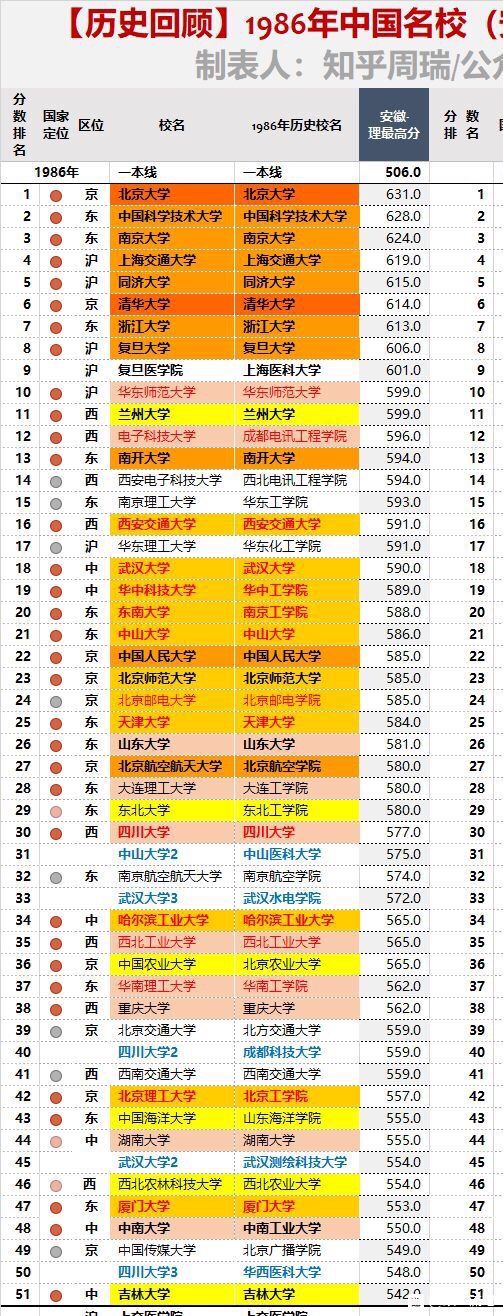 【历史回顾】1986年中国名校（
制表人：知乎周瑞/公众
分数排名 国家定位 区位 校名 1986年历史校名 安徽-理最高分 分数排名
1986年 一本线 一本线 506.0
1 京 北京大学 北京大学 631.0 1
2 东 中国科学技术大学 中国科学技术大学 628.0 2
3 东 南京大学 南京大学 624.0 3
4 沪 上海交通大学 上海交通大学 619.0 4
5 沪 同济大学 同济大学 615.0 5
6 京 清华大学 清华大学 614.0 6
7 东 浙江大学 浙江大学 613.0 7
8 沪 复旦大学 复旦大学 606.0 8
9 沪 复旦医学院 上海医科大学 601.0 9
10 沪 华东师范大学 华东师范大学 599.0 10
11 西 兰州大学 兰州大学 599.0 11
12 西 电子科技大学 成都电讯工程学院 596.0 12
13 东 南开大学 南开大学 594.0 13
14 西 西安电子科技大学 西北电讯工程学院 594.0 14
15 东 南京理工大学 华东工学院 593.0 15
16 西 西安交通大学 西安交通大学 591.0 16
17 沪 华东理工大学 华东化工学院 591.0 17
18 中 武汉大学 武汉大学 590.0 18
19 中 华中科技大学 华中工学院 589.0 19
20 东 东南大学 南京工学院 588.0 20
21 东 中山大学 中山大学 586.0 21
22 京 中国人民大学 中国人民大学 585.0 22
23 京 北京师范大学 北京师范大学 585.0 23
24 京 北京邮电大学 北京邮电学院 585.0 24
25 东 天津大学 天津大学 584.0 25
26 东 山东大学 山东大学 581.0 26
27 京 北京航空航天大学 北京航空学院 580.0 27
28 东 大连理工大学 大连工学院 580.0 28
29 东 东北大学 东北工学院 580.0 29
30 西 四川大学 四川大学 577.0 30
31 中山大学2 中山医科大学 575.0 31
32 东 南京航空航天大学 南京航空学院 574.0 32
33 武汉大学3 武汉水电学院 572.0 33
34 中 哈尔滨工业大学 哈尔滨工业大学 565.0 34
35 西 西北工业大学 西北工业大学 565.0 35
36 京 中国农业大学 北京农业大学 565.0 36
37 东 华南理工大学 华南工学院 562.0 37
38 西 重庆大学 重庆大学 562.0 38
39 京 北京交通大学 北方交通大学 559.0 39
40 四川大学2 成都科技大学 559.0 40
41 西 西南交通大学 西南交通大学 559.0 41
42 京 北京理工大学 北京工学院 557.0 42
43 东 中国海洋大学 山东海洋学院 555.0 43
44 中 湖南大学 湖南大学 555.0 44
45 武汉大学2 武汉测绘科技大学 554.0 45
46 西 西北农林科技大学 西北农业大学 554.0 46
47 东 厦门大学 厦门大学 553.0 47
48 中 中南大学 中南工业大学 550.0 48
49 京 中国传媒大学 北京广播学院 549.0 49
50 四川大学3 华西医科大学 548.0 50
51 中 吉林大学 吉林大学 542.0 51